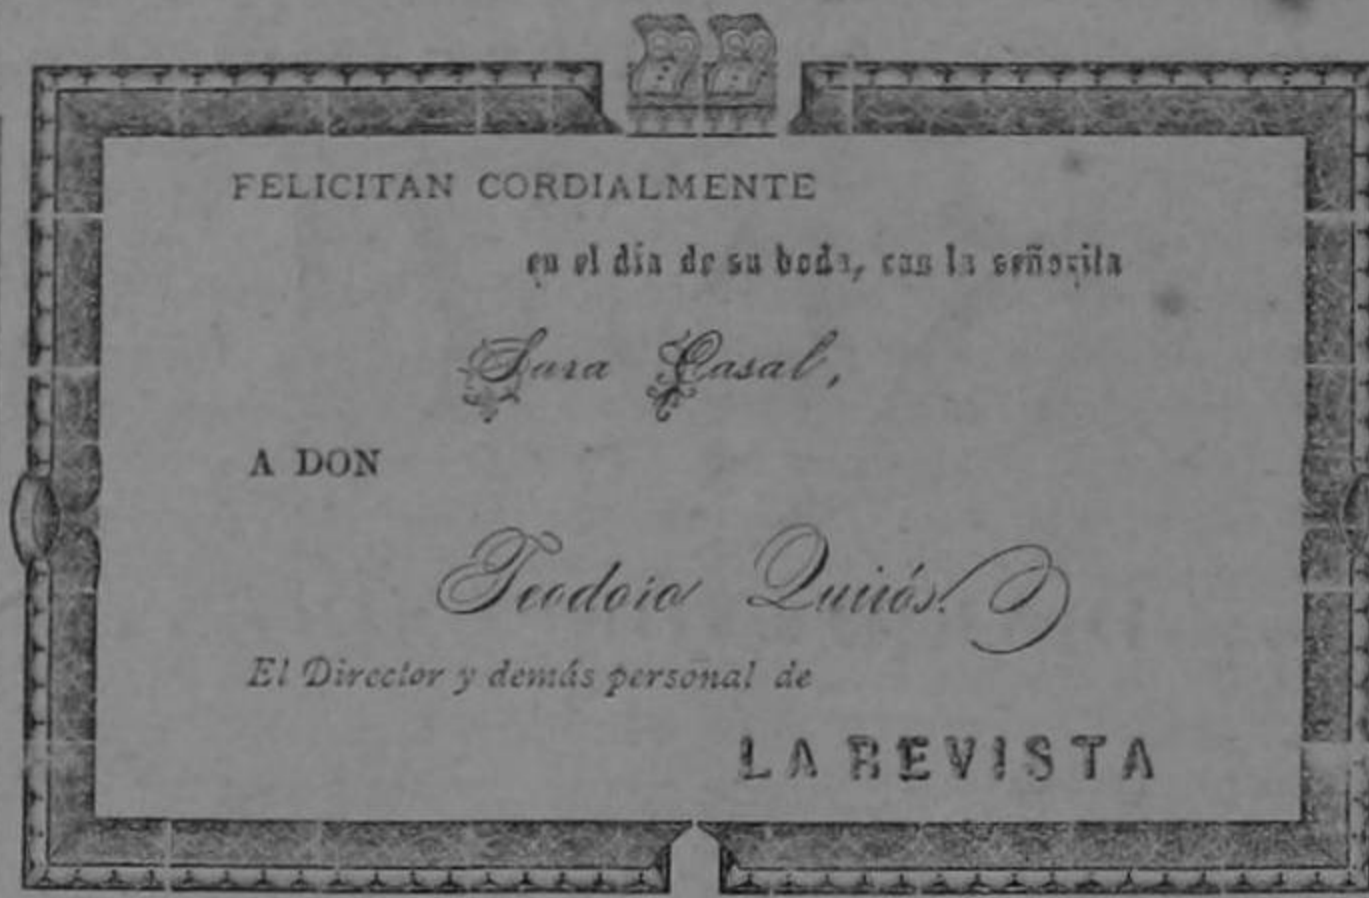 FELICITAN CORDIALMENTE
en el día de su boda, con la señorita
Sara Casal,
A DON
Teodoro Quirós.
El Director y demás personal de
LA REVISTA